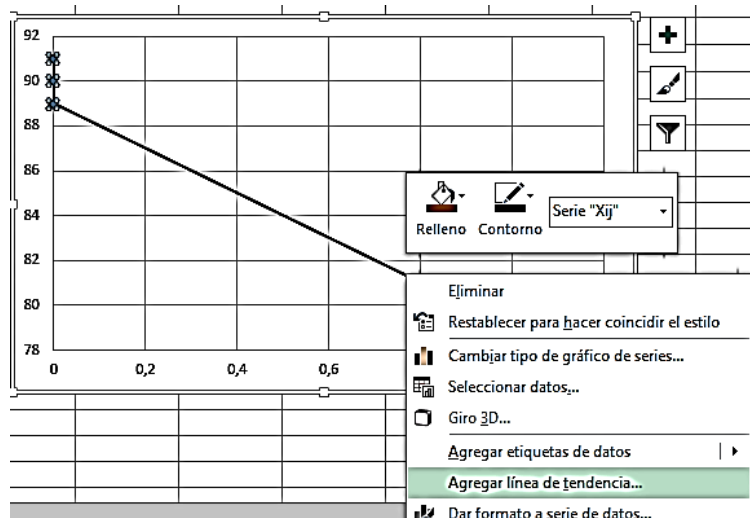 92
90
88
86
84
82
80
78
0 0,2 0,4 0,6
Relleno Contorno
Serie "Xij"
Eliminar
Restablecer para hacer coincidir el estilo
Cambiar tipo de gráfico de series...
Seleccionar datos...
Giro 3D...
Agregar etiquetas de datos
Agregar línea de tendencia...
Dar formato a serie de datos...